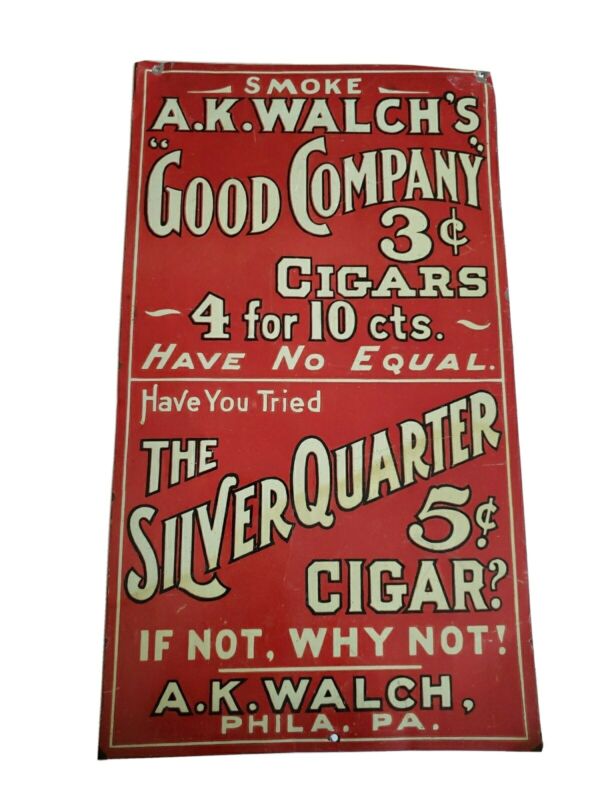 SMOKE
A.K. WALCH'S
"GOOD COMPANY"
3¢
CIGARS
4 for 10 cts.
HAVE NO EQUAL.
Have You Tried
THE
SILVER QUARTER
5¢
CIGAR?
IF NOT, WHY NOT!
A.K. WALCH,
PHILA. PA.